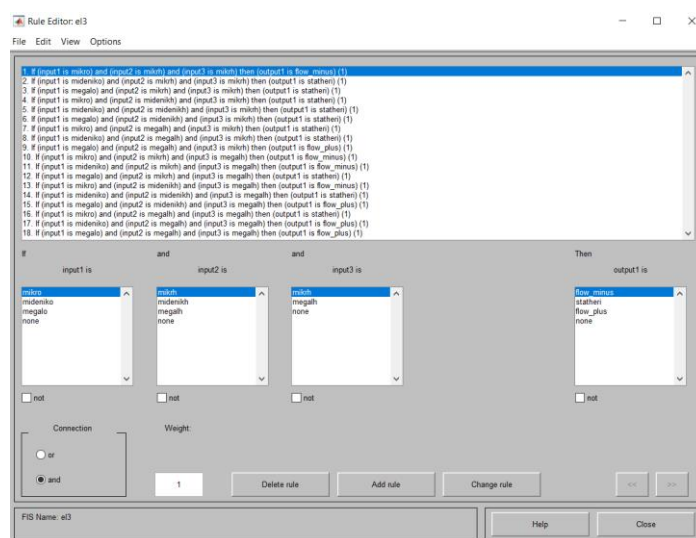 Rule Editor: el3
File Edit View Options
1. If (input1 is mikro) and (input2 is mikrh) and (input3 is mikrh) then (output1 is flow_minus) (1)
2. If (input1 is mideniko) and (input2 is mikrh) and (input3 is mikrh) then (output1 is statheri) (1)
3. If (input1 is megalo) and (input2 is mikrh) and (input3 is mikrh) then (output1 is statheri) (1)
4. If (input1 is mikro) and (input2 is midenikh) and (input3 is mikrh) then (output1 is statheri) (1)
5. If (input1 is mideniko) and (input2 is midenikh) and (input3 is mikrh) then (output1 is statheri) (1)
6. If (input1 is megalo) and (input2 is midenikh) and (input3 is mikrh) then (output1 is statheri) (1)
7. If (input1 is mikro) and (input2 is megalh) and (input3 is mikrh) then (output1 is statheri) (1)
8. If (input1 is mideniko) and (input2 is megalh) and (input3 is mikrh) then (output1 is statheri) (1)
9. If (input1 is megalo) and (input2 is megalh) and (input3 is mikrh) then (output1 is flow_plus) (1)
10. If (input1 is mikro) and (input2 is mikrh) and (input3 is megalh) then (output1 is flow_minus) (1)
11. If (input1 is mideniko) and (input2 is mikrh) and (input3 is megalh) then (output1 is flow_minus) (1)
12. If (input1 is megalo) and (input2 is mikrh) and (input3 is megalh) then (output1 is statheri) (1)
13. If (input1 is mikro) and (input2 is midenikh) and (input3 is megalh) then (output1 is flow_minus) (1)
14. If (input1 is mideniko) and (input2 is midenikh) and (input3 is megalh) then (output1 is statheri) (1)
15. If (input1 is megalo) and (input2 is midenikh) and (input3 is megalh) then (output1 is flow_plus) (1)
16. If (input1 is mikro) and (input2 is megalh) and (input3 is megalh) then (output1 is statheri) (1)
17. If (input1 is mideniko) and (input2 is megalh) and (input3 is megalh) then (output1 is flow_plus) (1)
18. If (input1 is megalo) and (input2 is megalh) and (input3 is megalh) then (output1 is flow_plus) (1)
If and and Then
input1 is input2 is input3 is output1 is
mikro mikrh mikrh flow_minus
mideniko midenikh megalh statheri
megalo megalh none flow_plus
none none none
not not not not
Connection Weight:
or
and 1 Delete rule Add rule Change rule << >>
FIS Name: el3 Help Close